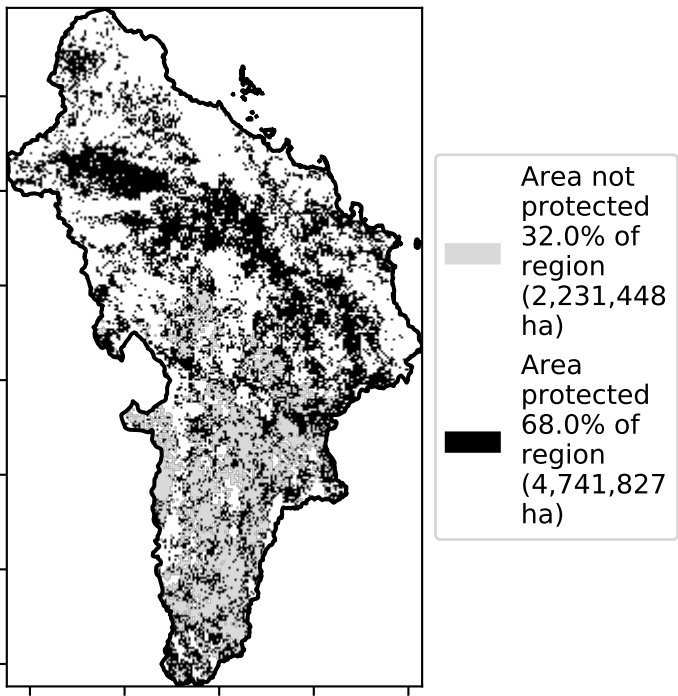 Area not
protected
32.0% of
region
(2,231,448
ha)
Area
protected
68.0% of
region
(4,741,827
ha)